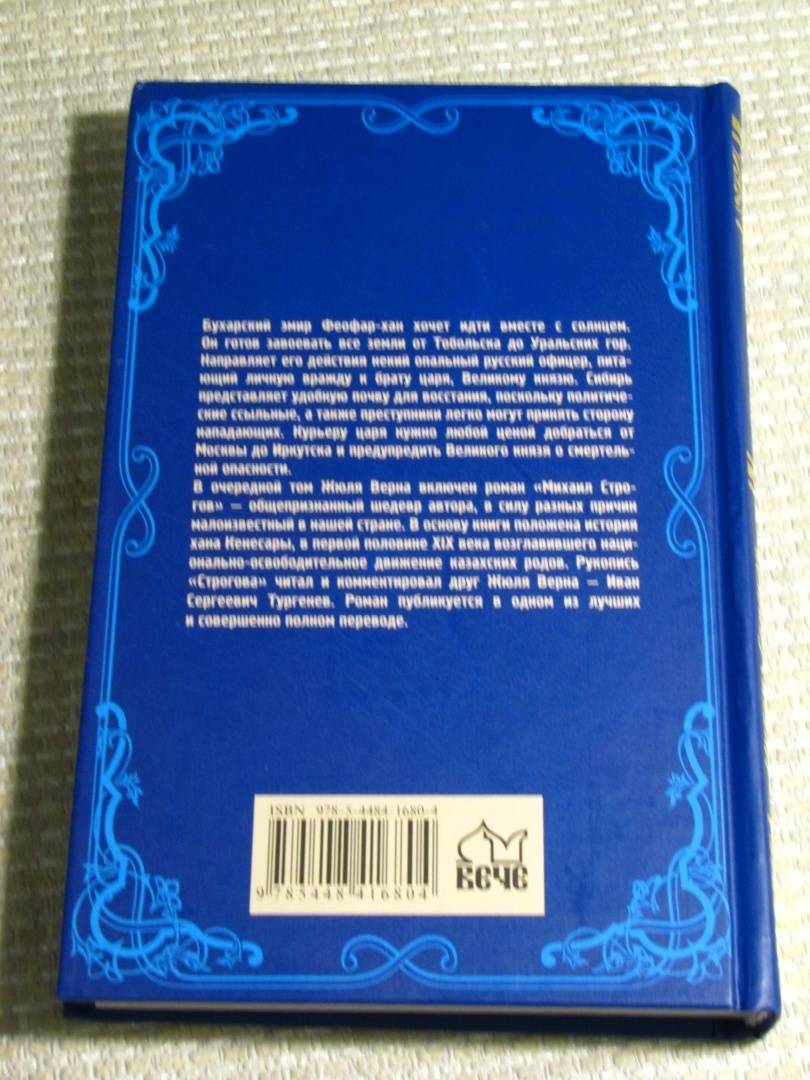 Бухарский эмир Феофар-хан хочет идти вместе с солнцем.
Он готов завоевать все земли от Тобольска до Уральских гор.
Направляет его действия некий опальный русский офицер, пита-
ющий личную вражду к брату царя, Великому князю. Сибирь
представляет удобную почву для восстания, поскольку политиче-
ские ссыльные, а также преступники легко могут принять сторону
нападающих. Курьеру царя нужно любой ценой добраться от
Москвы до Иркутска и предупредить Великого князя о смертель-
ной опасности.
В очередной том Жюля Верна включен роман «Михаил Стро-
гов» — общепризнанный шедевр автора, в силу разных причин
малоизвестный в нашей стране. В основу книги положена история
хана Кенесары, в первой половине XIX века возглавившего наци-
онально-освободительное движение казахских родов. Рукопись
«Строгова» читал и комментировал друг Жюля Верна — Иван
Сергеевич Тургенев. Роман публикуется в одном из лучших
и совершенно полном переводе.
ISBN 978-5-4484-1680-4
9 785448 416804
ВЕЧЕ